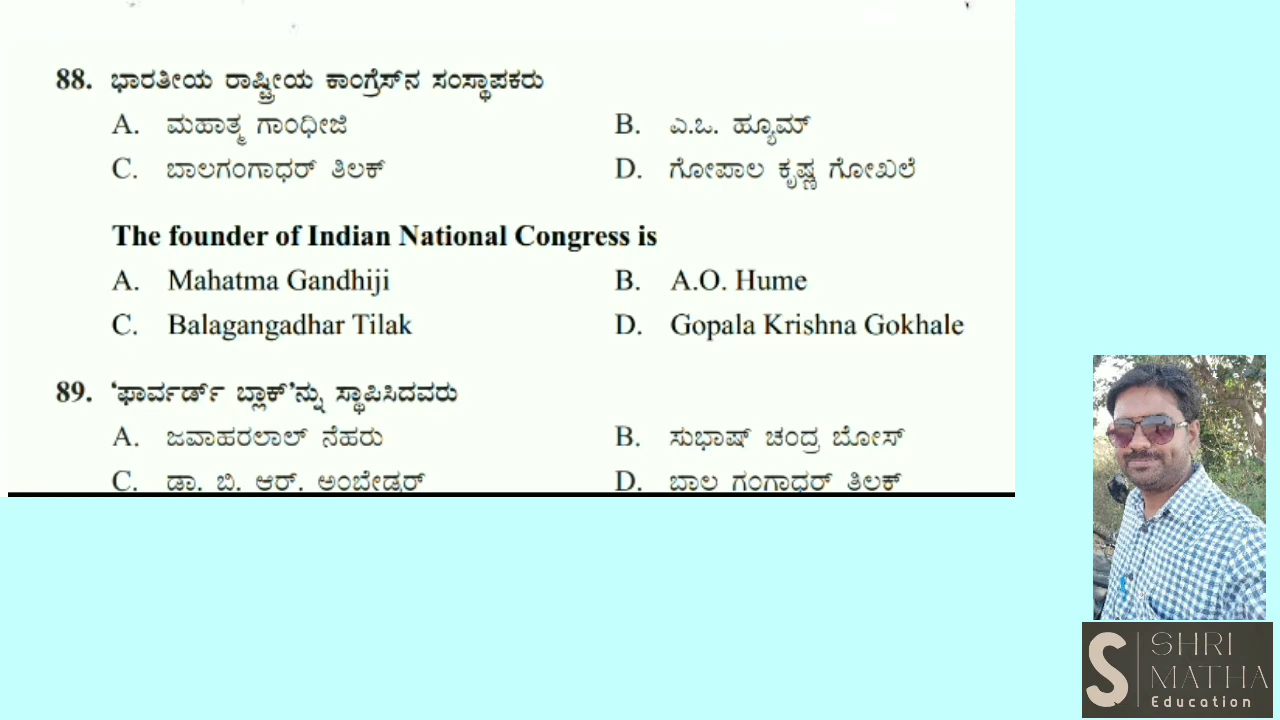 88. ಭಾರತೀಯ ರಾಷ್ಟ್ರೀಯ ಕಾಂಗ್ರೆಸ್‌ನ ಸಂಸ್ಥಾಪಕರು
A. ಮಹಾತ್ಮ ಗಾಂಧೀಜಿ B. ಎ.ಒ. ಹ್ಯೂಮ್
C. ಬಾಲಗಂಗಾಧರ್ ತಿಲಕ್ D. ಗೋಪಾಲ ಕೃಷ್ಣ ಗೋಖಲೆ
The founder of Indian National Congress is
A. Mahatma Gandhiji B. A.O. Hume
C. Balagangadhar Tilak D. Gopala Krishna Gokhale
89. ‘ಫಾರ್ವರ್ಡ್ ಬ್ಲಾಕ್’ನ್ನು ಸ್ಥಾಪಿಸಿದವರು
A. ಜವಾಹರಲಾಲ್ ನೆಹರು B. ಸುಭಾಷ್ ಚಂದ್ರ ಬೋಸ್
C. ಡಾ. ಬಿ. ಆರ್. ಅಂಬೇಡ್ಕರ್ D. ಬಾಲ ಗಂಗಾಧರ್ ತಿಲಕ್
S SHRI
MATHA
Education